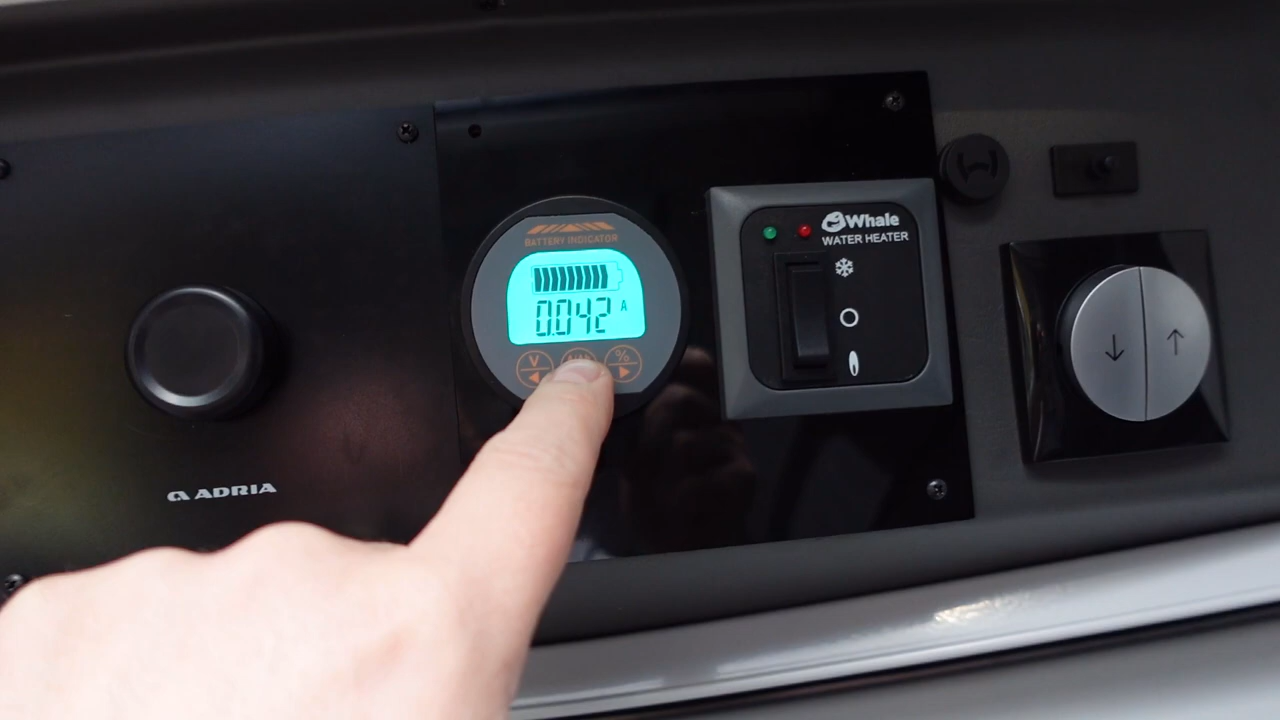 BATTERY INDICATOR
0.042 A
V
%
Whale
WATER HEATER
ADRIA